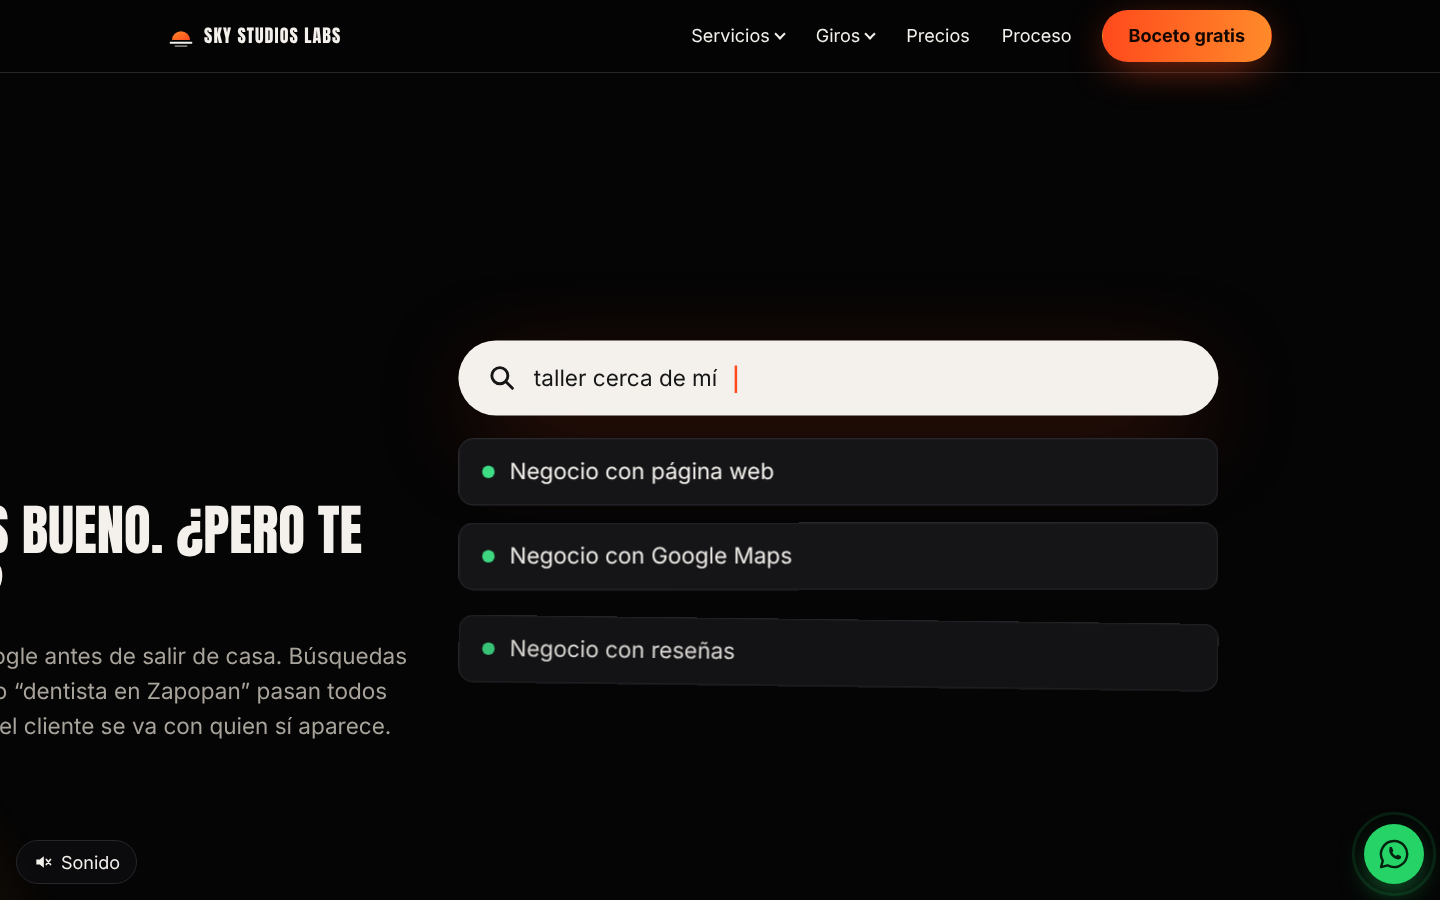 SKY STUDIOS LABS
Servicios
Giros
Precios
Proceso
Boceto gratis
taller cerca de mí
Negocio con página web
Negocio con Google Maps
Negocio con reseñas
BUENO. ¿PERO TE
antes de salir de casa. Búsquedas
“dentista en Zapopan” pasan todos
el cliente se va con quien sí aparece.
Sonido